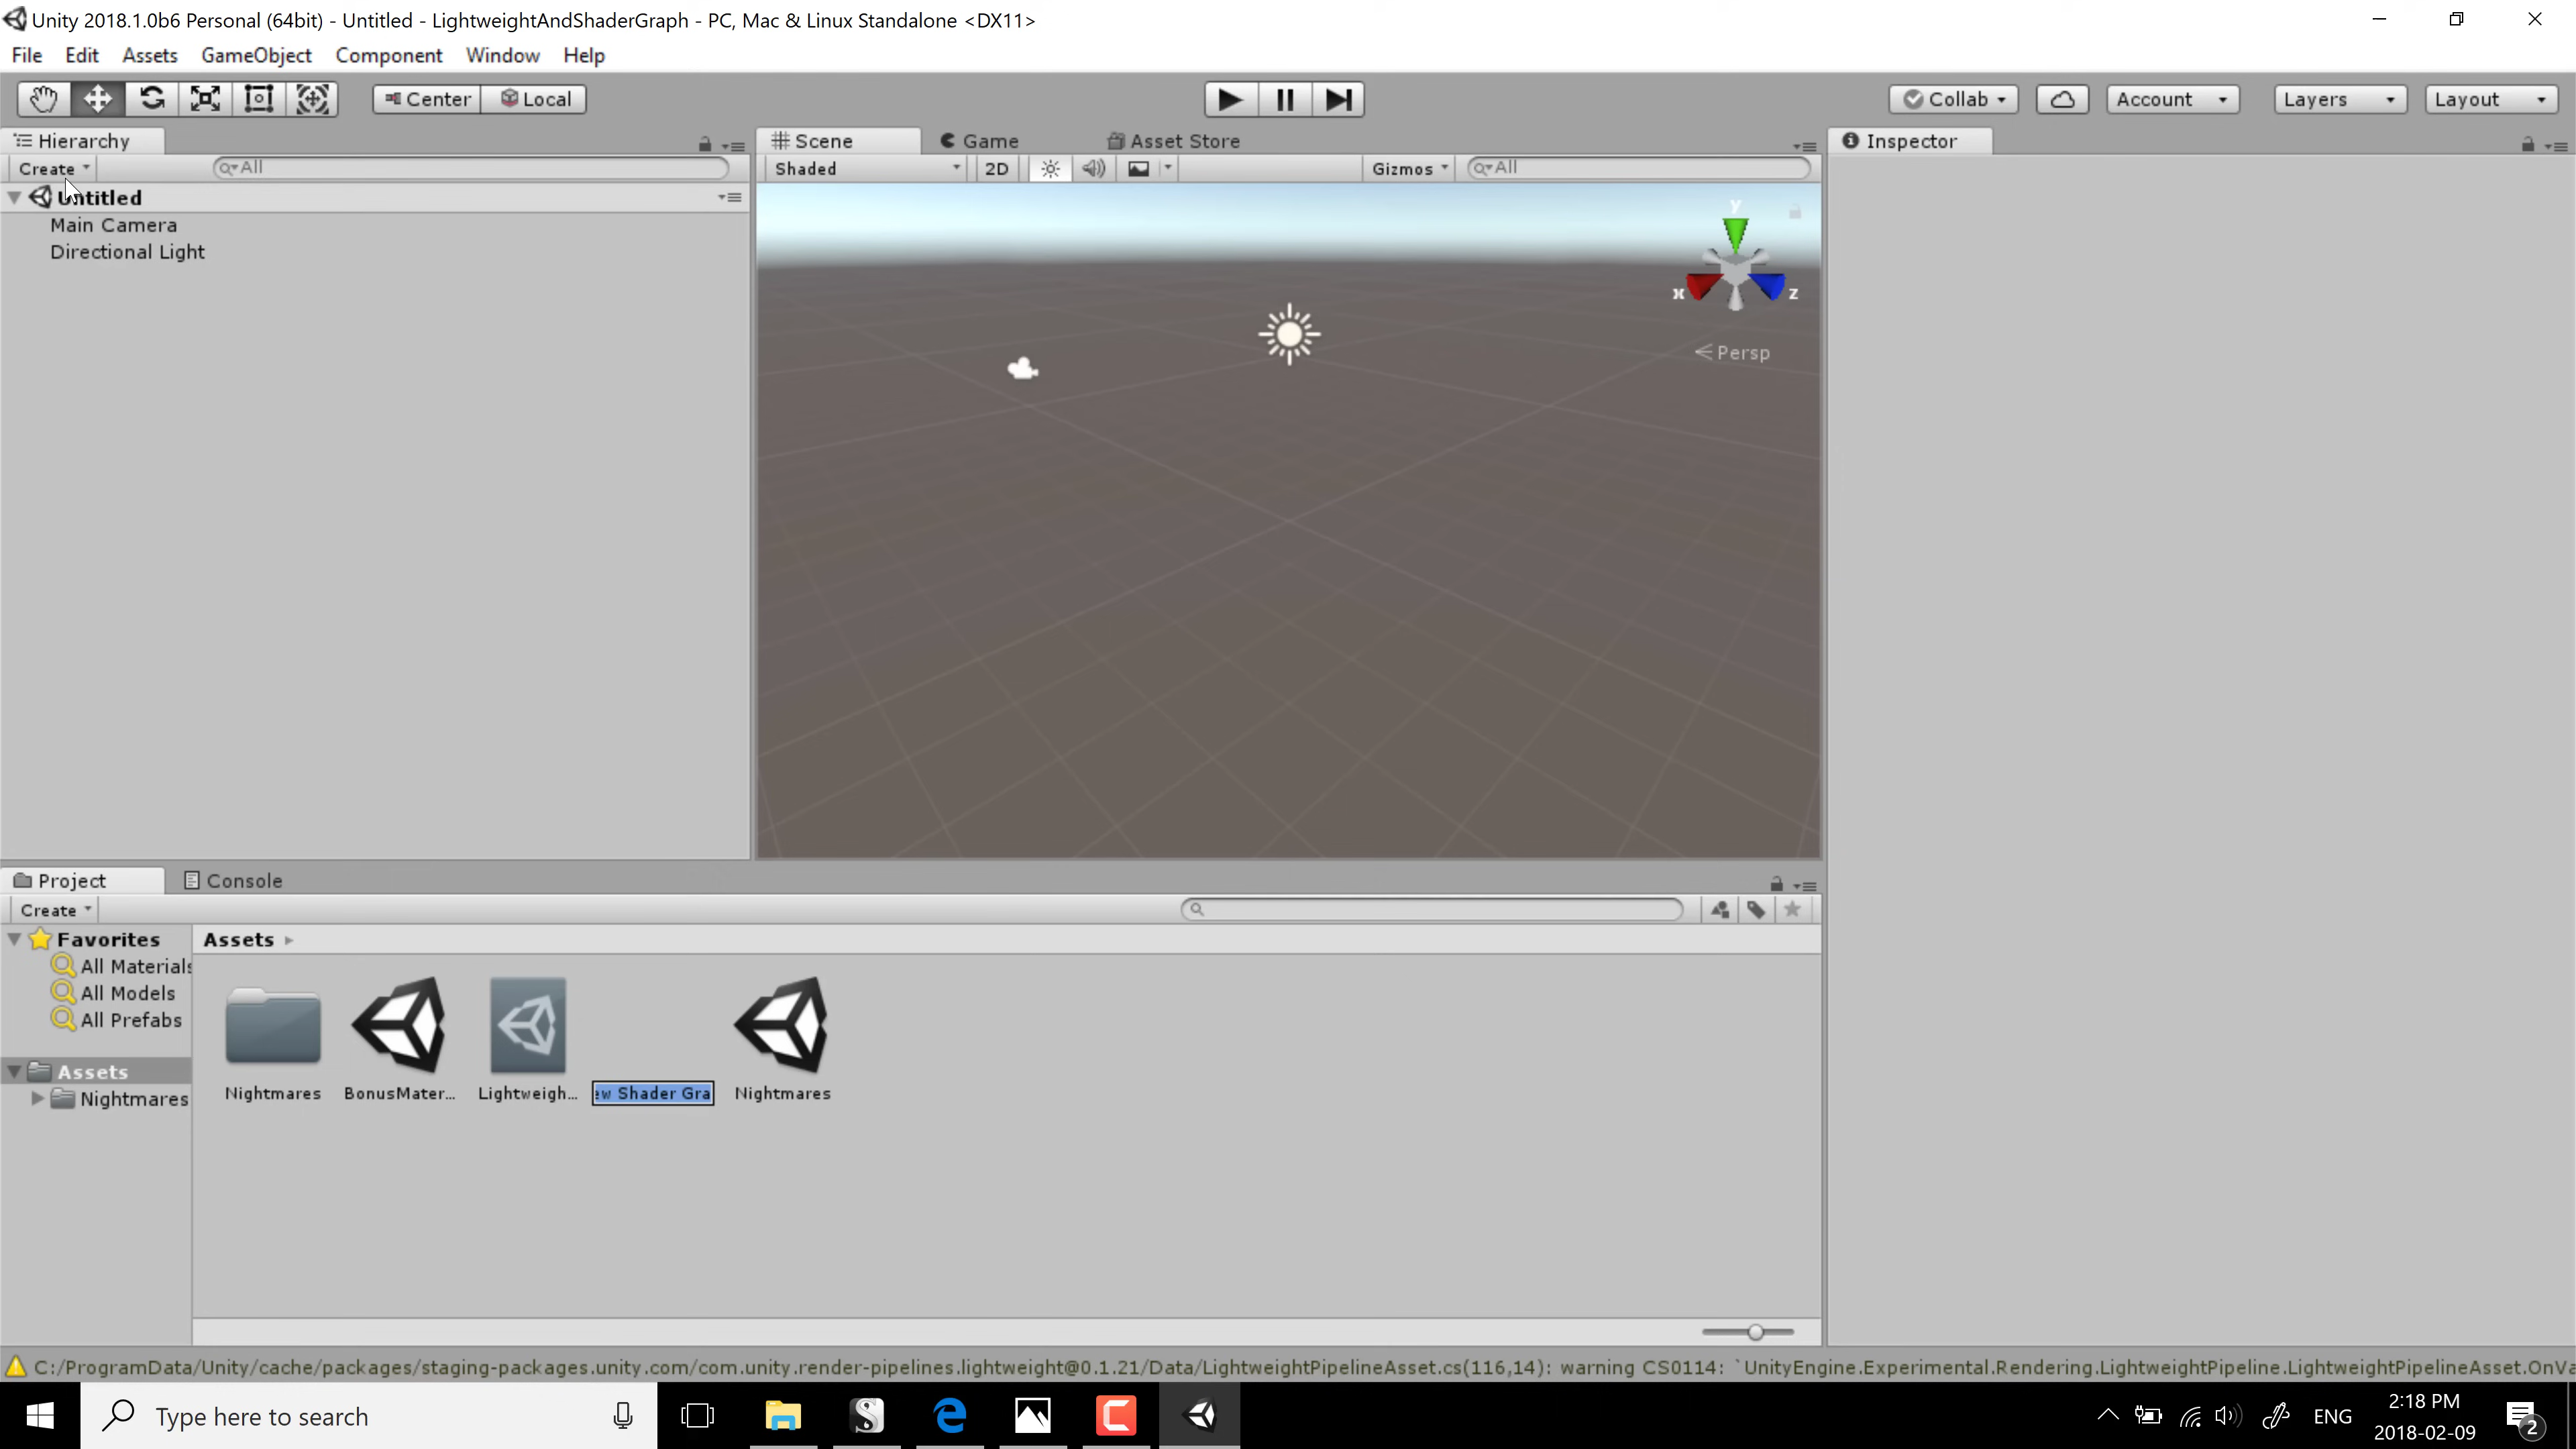 Unity 2018.1.0b6 Personal (64bit) - Untitled - LightweightAndShaderGraph - PC, Mac & Linux Standalone <DX11>
File Edit Assets GameObject Component Window Help
Center Local Collab Account Layers Layout
Hierarchy Scene Game Asset Store Inspector
Create All Shaded 2D Gizmos All
Untitled
Main Camera
Directional Light
y
x z
Persp
Project Console
Create
Favorites Assets
All Materials
All Models
All Prefabs
Assets
Nightmares
Nightmares BonusMater... Lightweigh... ew Shader Gra Nightmares
C:/ProgramData/Unity/cache/packages/staging-packages.unity.com/com.unity.render-pipelines.lightweight@0.1.21/Data/LightweightPipelineAsset.cs(116,14): warning CS0114: `UnityEngine.Experimental.Rendering.LightweightPipeline.LightweightPipelineAsset.OnVa
Type here to search
ENG
2:18 PM
2018-02-09
2